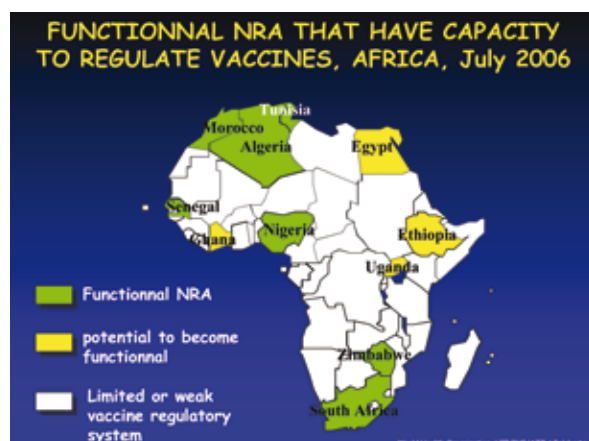 FUNCTIONNAL NRA THAT HAVE CAPACITY
TO REGULATE VACCINES, AFRICA, July 2006
Tunisia
Morocco
Algeria
Egypt
Senegal
Ghana
Nigeria
Ethiopia
Uganda
Zimbabwe
South Africa
Functionnal NRA
potential to become
functionnal
Limited or weak
vaccine regulatory
system